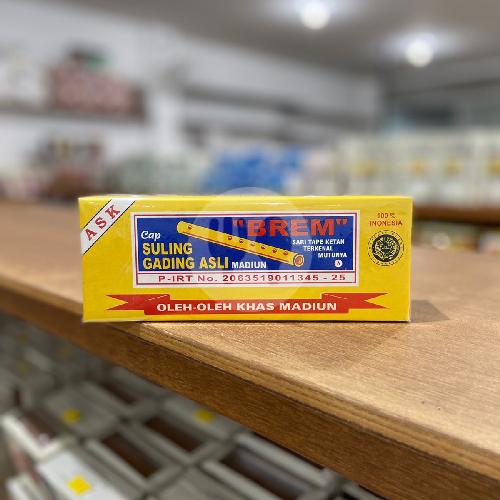 ASK
Cap
SULING
GADING ASLI MADIUN
"BREM"
SARI TAPE KETAN
TERKENAL
MUTUNYA
A
P-IRT No. 2063519011345 - 25
OLEH-OLEH KHAS MADIUN
100%
INONESIA